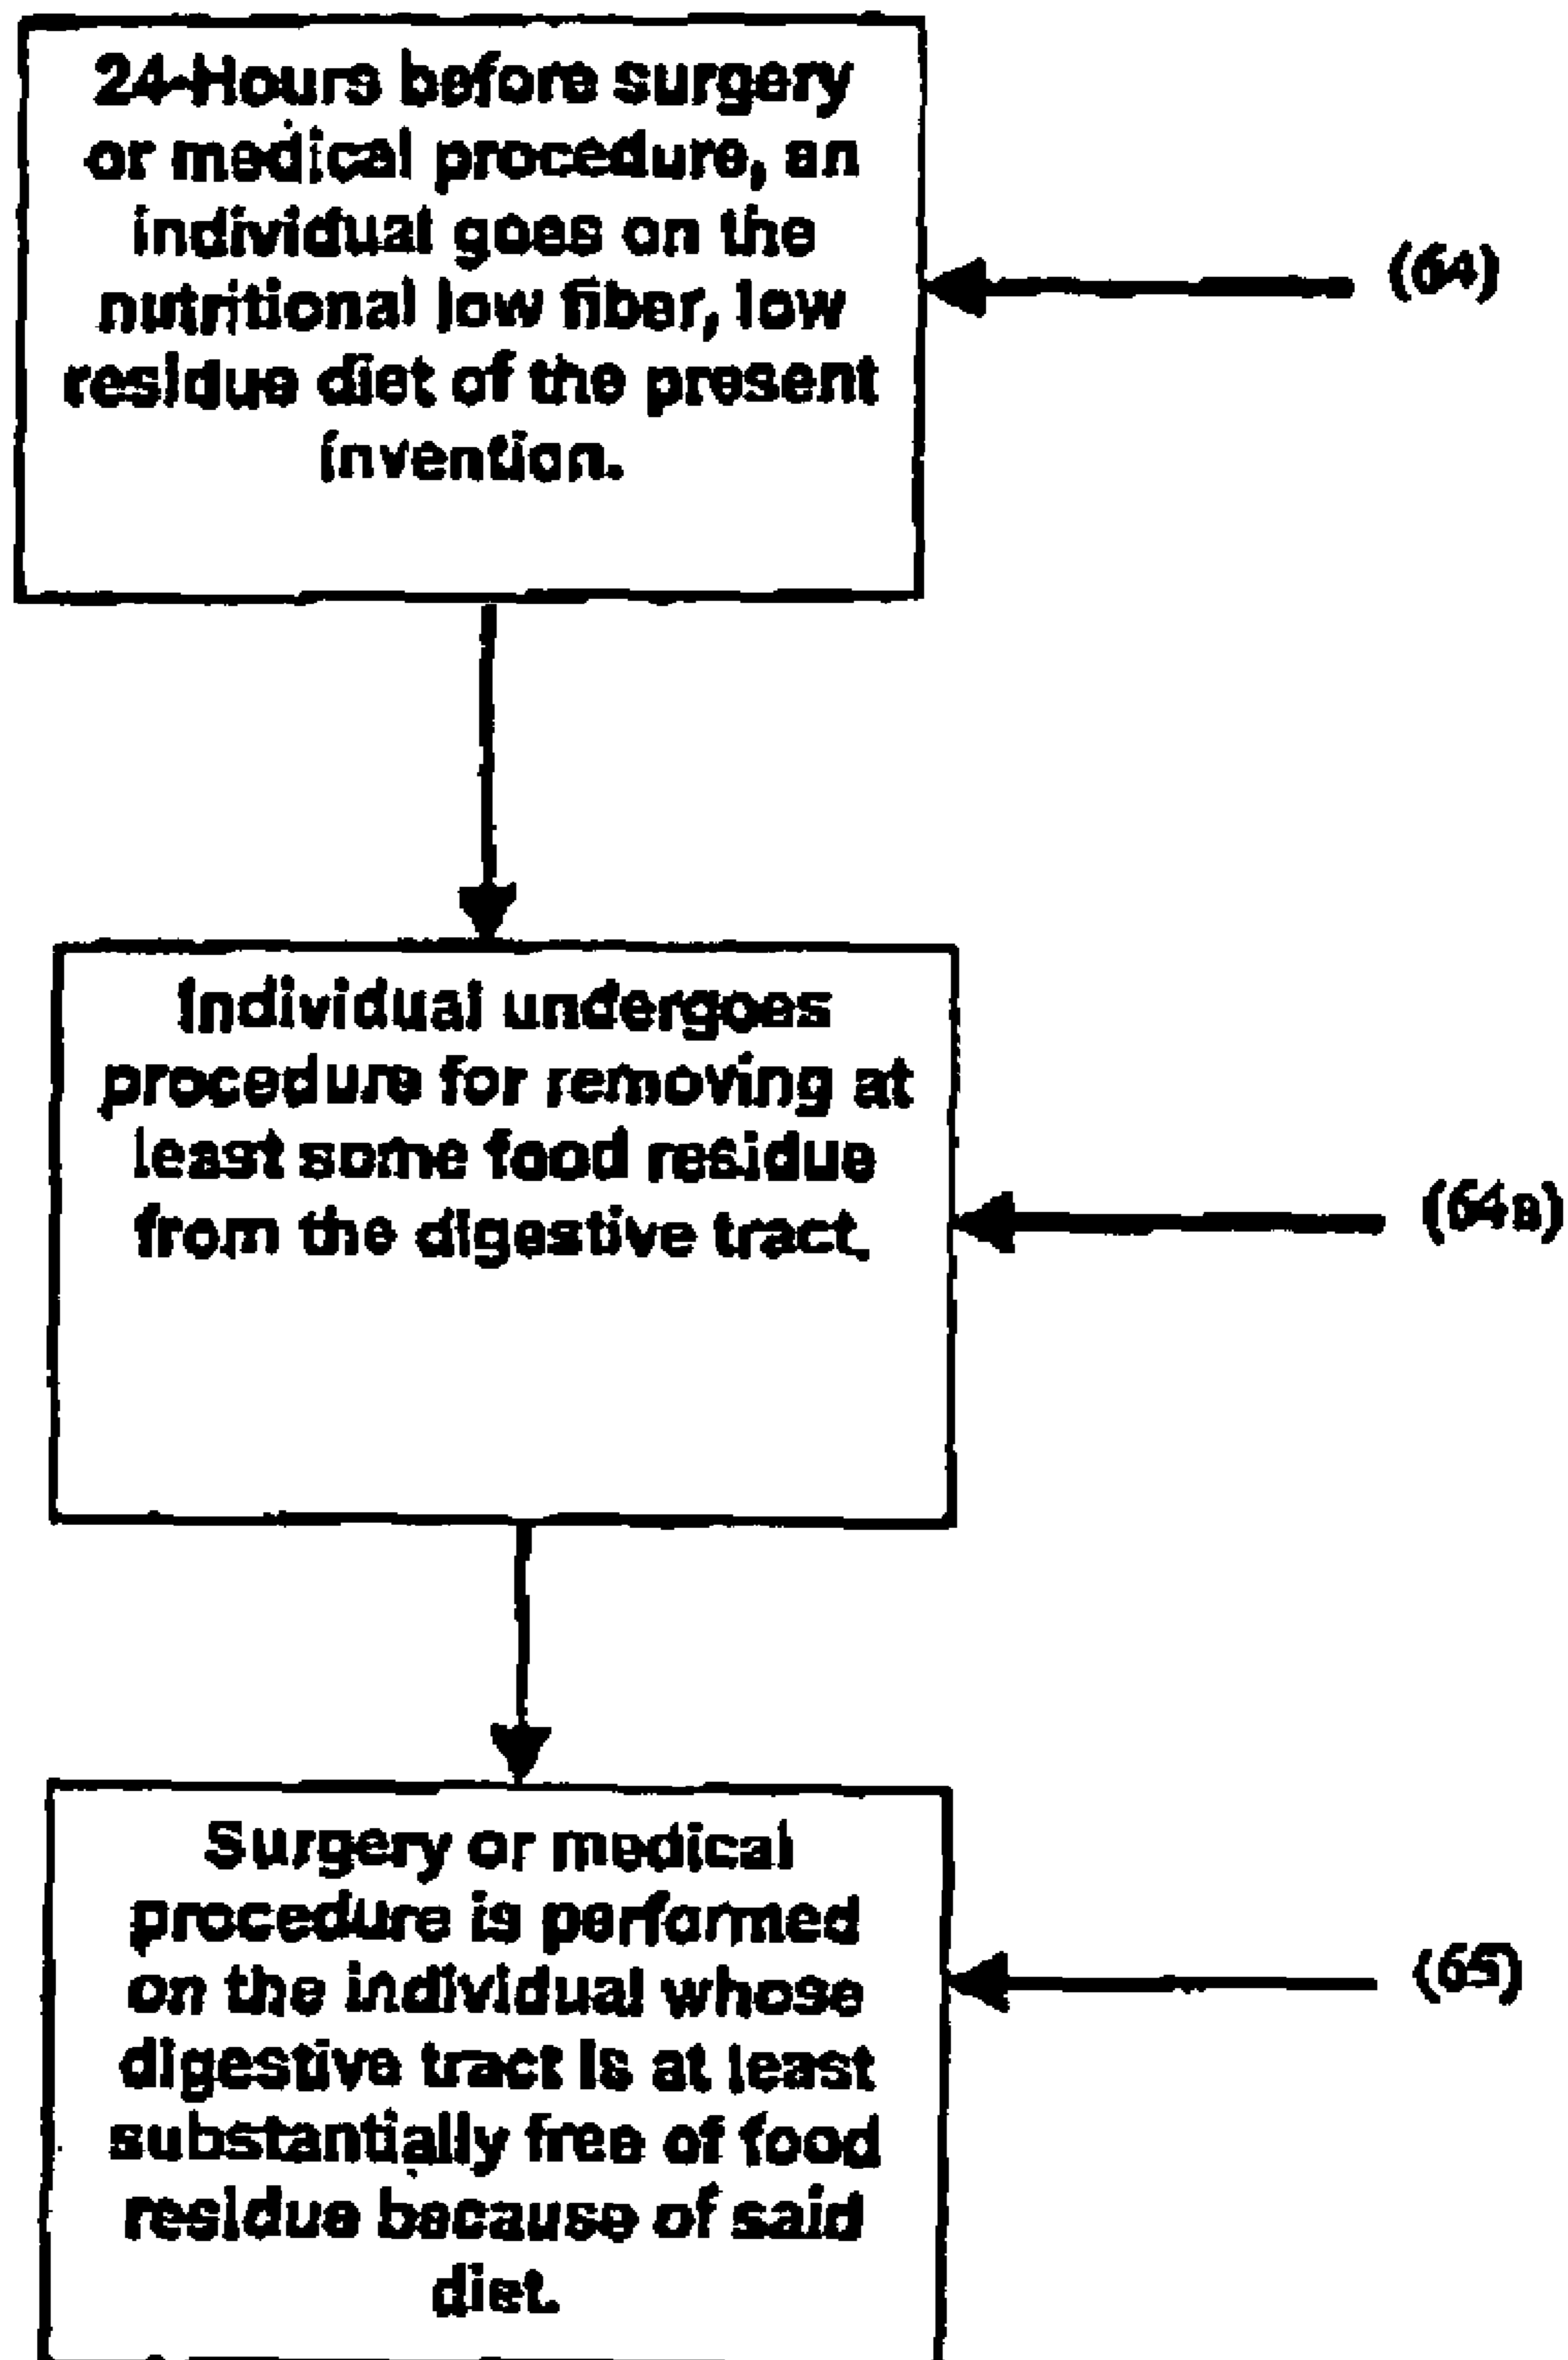 24-Hours before surgery
or medical procedure, an
individual goes on the
nutritional low fiber, low
residue diet of the present
invention.
(64)
Individual undergoes
procedure for removing at
least some food residue
from the digestive tract.
(64a)
Surgery or medical
procedure is performed
on the individual whose
digestive tract is at least
substantially free of food
residue because of said
diet.
(65)